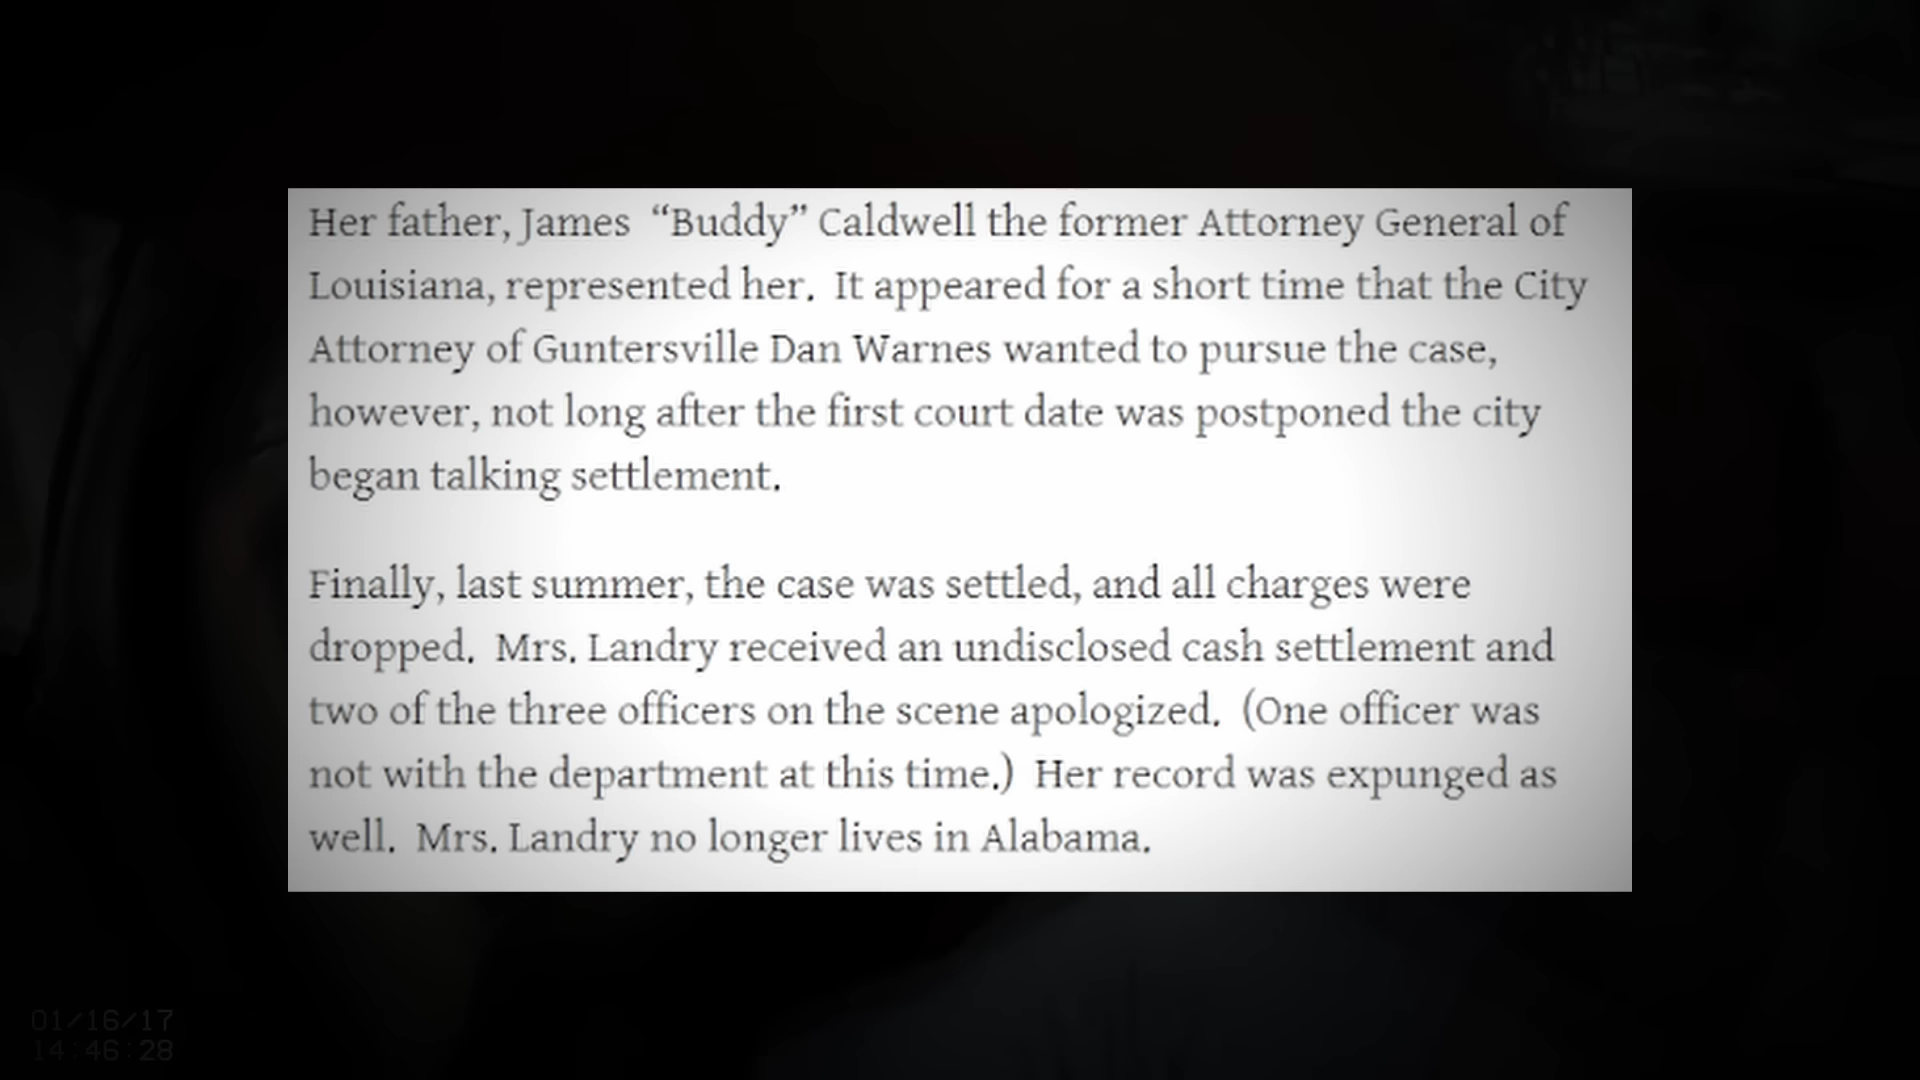 Her father, James  “Buddy” Caldwell the former Attorney General of
Louisiana, represented her.  It appeared for a short time that the City
Attorney of Guntersville Dan Warnes wanted to pursue the case,
however, not long after the first court date was postponed the city
began talking settlement.
Finally, last summer, the case was settled, and all charges were
dropped.  Mrs. Landry received an undisclosed cash settlement and
two of the three officers on the scene apologized.  (One officer was
not with the department at this time.)  Her record was expunged as
well.  Mrs. Landry no longer lives in Alabama.
01/16/17
14:46:28